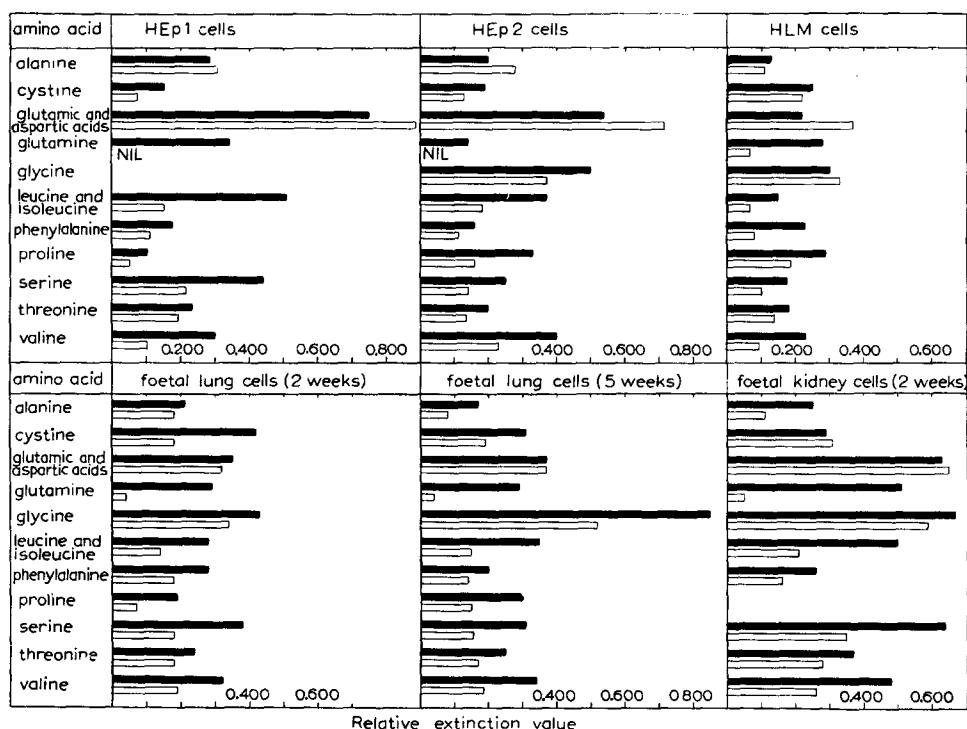 amino acid HEp1 cells HEp2 cells HLM cells
alanine
cystine
glutamic and
aspartic acids
glutamine NIL NIL
glycine
leucine and
isoleucine
phenylalanine
proline
serine
threonine
valine
0.200 0.400 0.600 0.800 0.400 0.600 0.800 0.200 0.400 0.600
amino acid foetal lung cells (2 weeks) foetal lung cells (5 weeks) foetal kidney cells (2 weeks)
alanine
cystine
glutamic and
aspartic acids
glutamine
glycine
leucine and
isoleucine
phenylalanine
proline
serine
threonine
valine
0.400 0.600 0.400 0.600 0.800 0.400 0.600
Relative extinction value